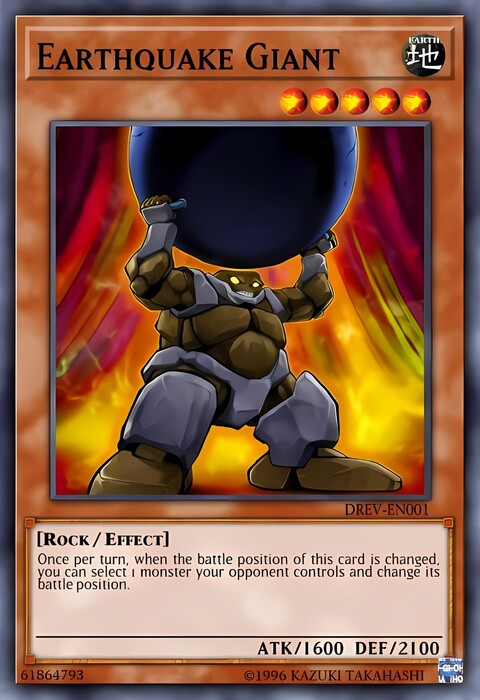 EARTHQUAKE GIANT
EARTH
地
DREV-EN001
[ROCK / EFFECT]
Once per turn, when the battle position of this card is changed,
you can select 1 monster your opponent controls and change its
battle position.
ATK/1600 DEF/2100
61864793
©1996 KAZUKI TAKAHASHI